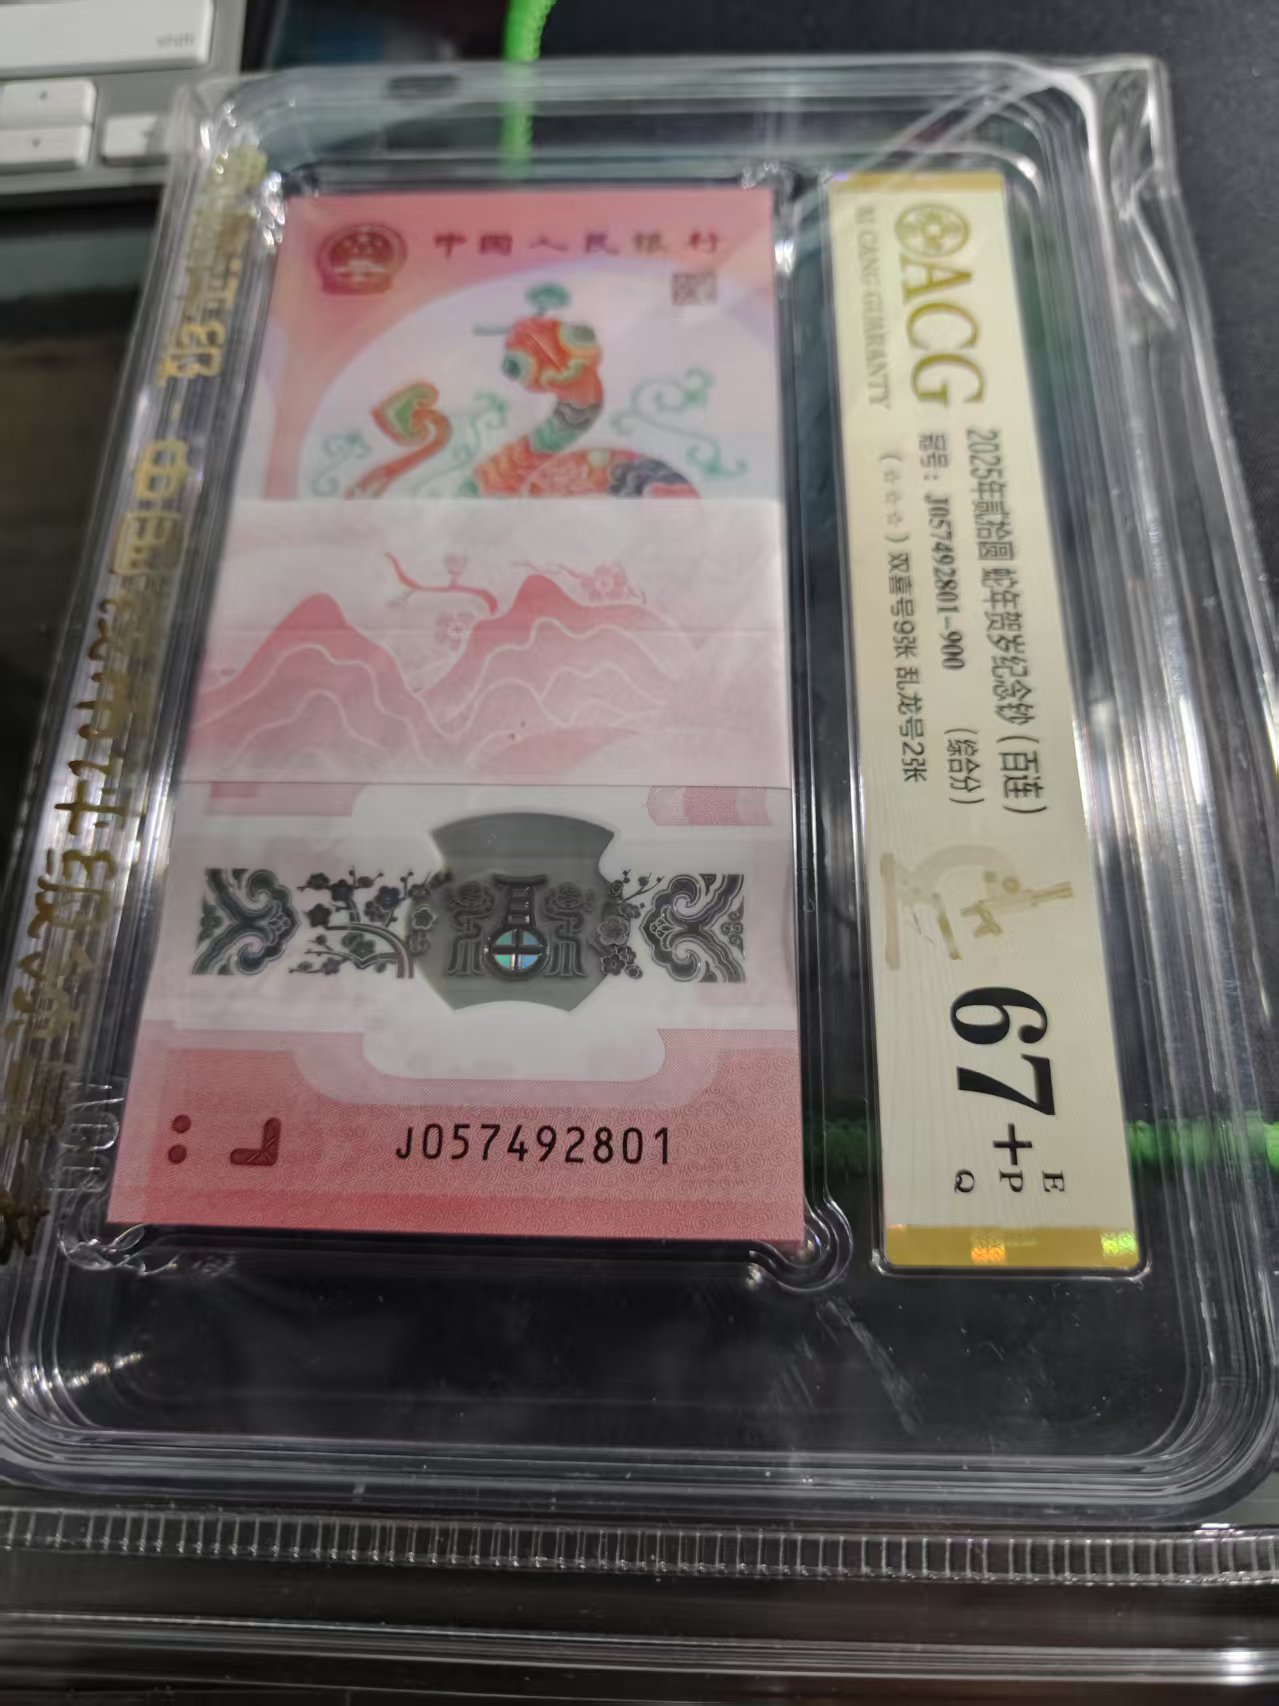 中国人民银行
J057492801
ACG
AI CANG GUARANTY
2025年贰拾圆 蛇年贺岁纪念钞（百连）
冠号：J057492801-900 （综合分）
（☆☆☆）双喜号9张 乱龙号2张
67+
E
P
Q
shift